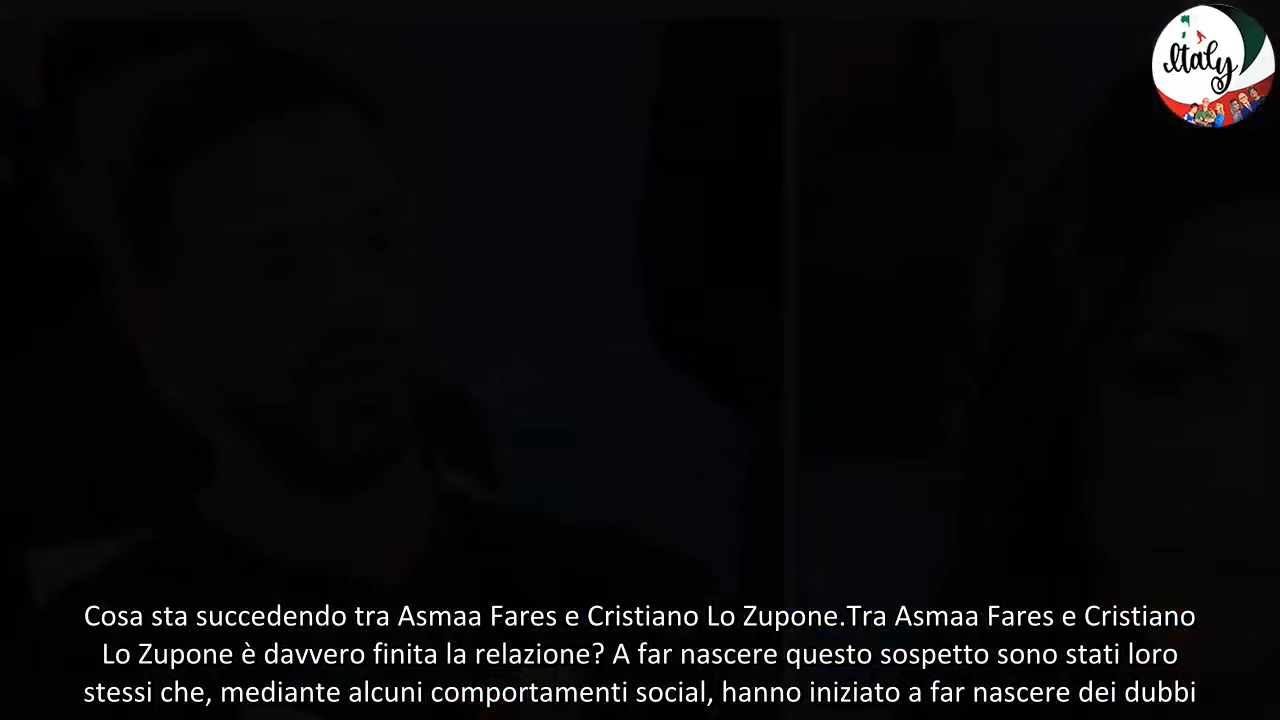 Italy
Cosa sta succedendo tra Asmaa Fares e Cristiano Lo Zupone.Tra Asmaa Fares e Cristiano
Lo Zupone è davvero finita la relazione? A far nascere questo sospetto sono stati loro
stessi che, mediante alcuni comportamenti social, hanno iniziato a far nascere dei dubbi